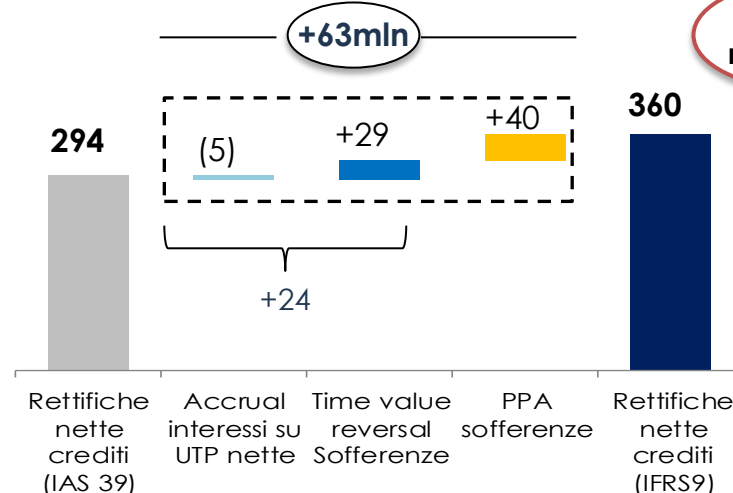 +63mln
294
(5)
+29
+40
360
+24
Rettifiche
nette
crediti
(IAS 39)
Accrual
interessi su
UTP nette
Time value
reversal
Sofferenze
PPA
sofferenze
Rettifiche
nette
crediti
(IFRS9)